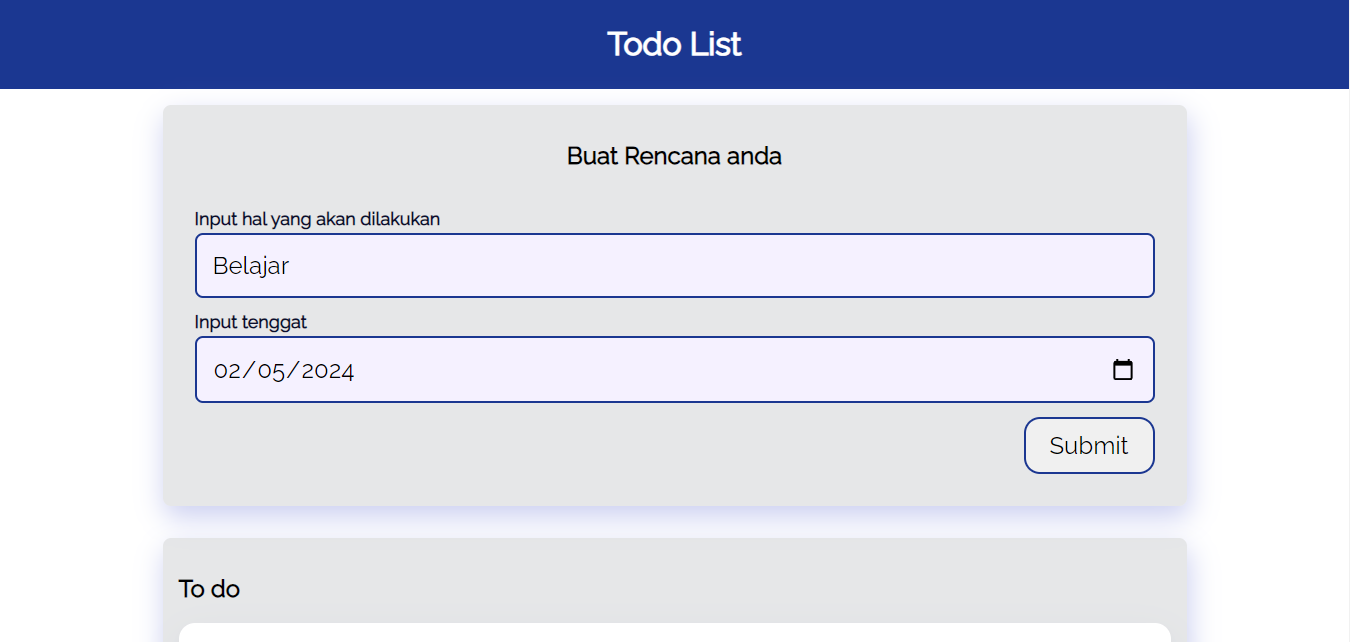 Todo List
Buat Rencana anda
Input hal yang akan dilakukan
Belajar
Input tenggat
02/05/2024
Submit
To do